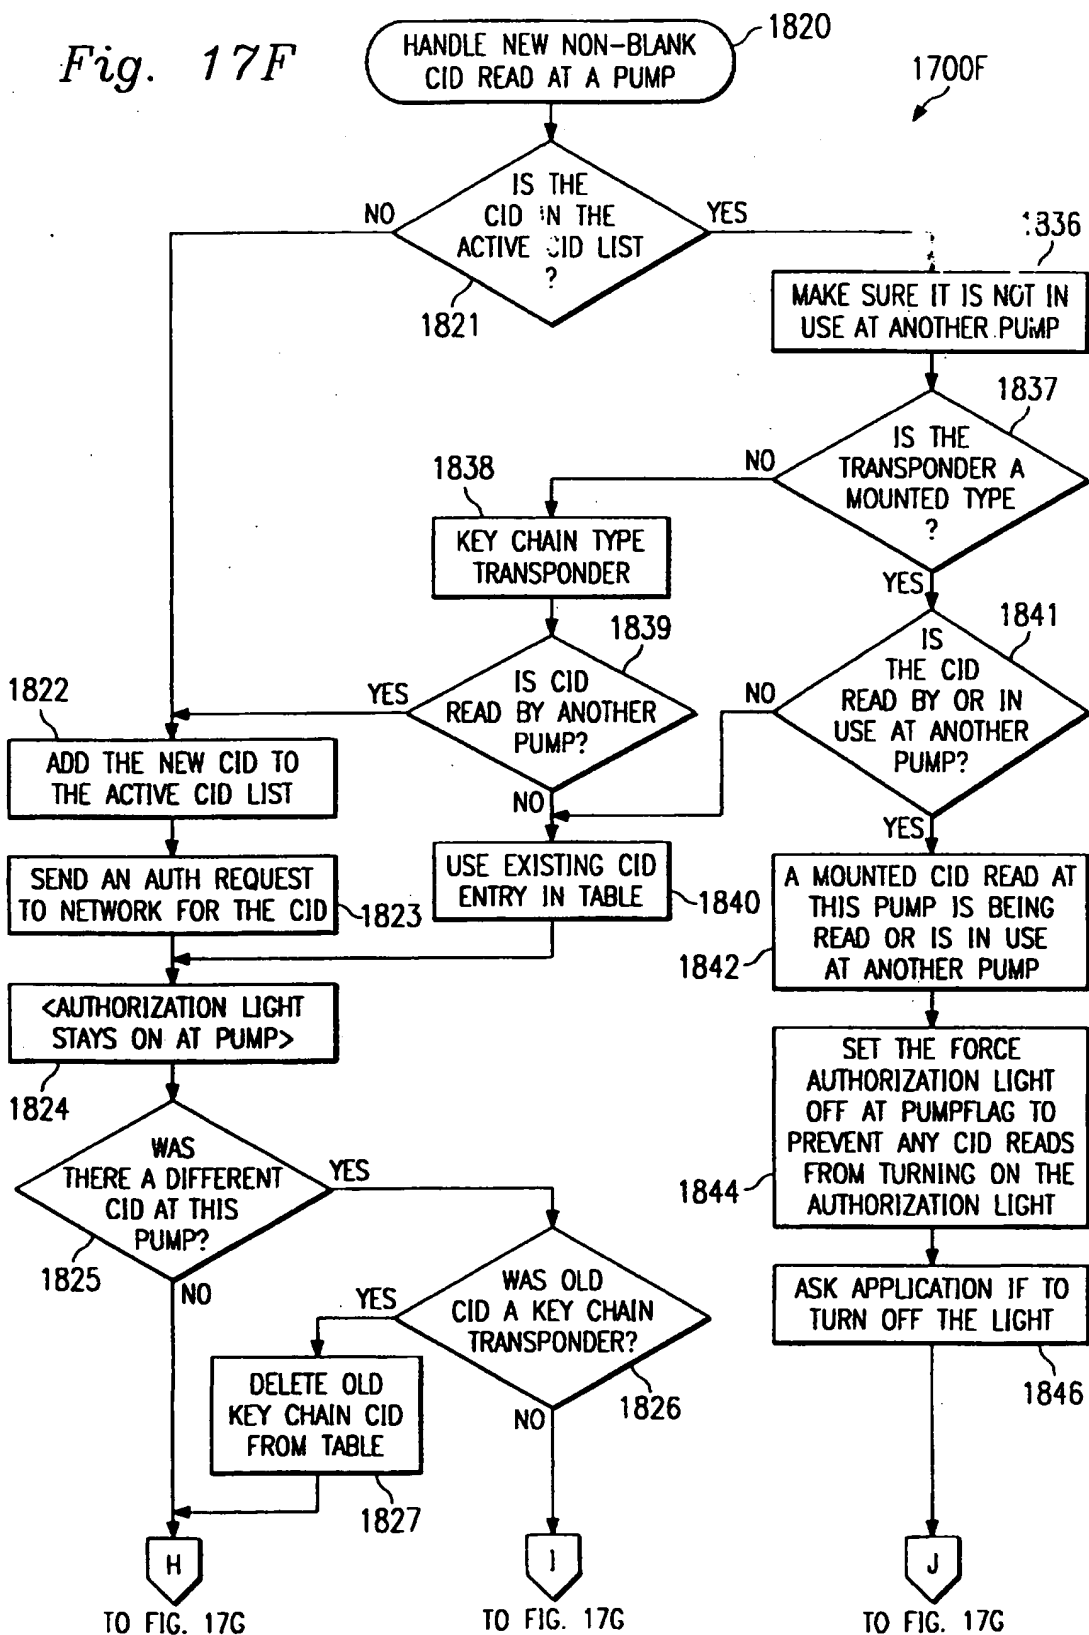 Fig. 17F
HANDLE NEW NON-BLANK
CID READ AT A PUMP
1820
1700F
IS THE
CID IN THE
ACTIVE CID LIST
?
NO
YES
1821
1836
MAKE SURE IT IS NOT IN
USE AT ANOTHER PUMP
1837
IS THE
TRANSPONDER A
MOUNTED TYPE
?
NO
YES
1838
KEY CHAIN TYPE
TRANSPONDER
1839
IS CID
READ BY ANOTHER
PUMP?
YES
NO
1841
IS
THE CID
READ BY OR IN
USE AT ANOTHER
PUMP?
NO
YES
1822
ADD THE NEW CID TO
THE ACTIVE CID LIST
SEND AN AUTH REQUEST
TO NETWORK FOR THE CID
1823
USE EXISTING CID
ENTRY IN TABLE
1840
A MOUNTED CID READ AT
THIS PUMP IS BEING
READ OR IS IN USE
AT ANOTHER PUMP
1842
<AUTHORIZATION LIGHT
STAYS ON AT PUMP>
1824
SET THE FORCE
AUTHORIZATION LIGHT
OFF AT PUMPFLAG TO
PREVENT ANY CID READS
FROM TURNING ON THE
AUTHORIZATION LIGHT
1844
WAS
THERE A DIFFERENT
CID AT THIS
PUMP?
YES
NO
1825
WAS OLD
CID A KEY CHAIN
TRANSPONDER?
YES
NO
1826
ASK APPLICATION IF TO
TURN OFF THE LIGHT
1846
DELETE OLD
KEY CHAIN CID
FROM TABLE
1827
H
TO FIG. 17G
I
TO FIG. 17G
J
TO FIG. 17G